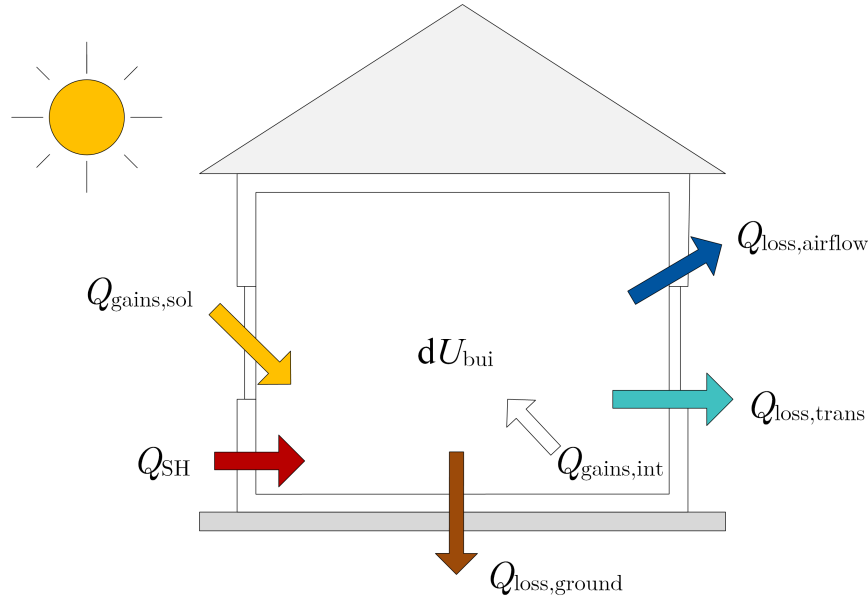 Q_loss,airflow
Q_gains,sol
dU_bui
Q_loss,trans
Q_SH
Q_gains,int
Q_loss,ground